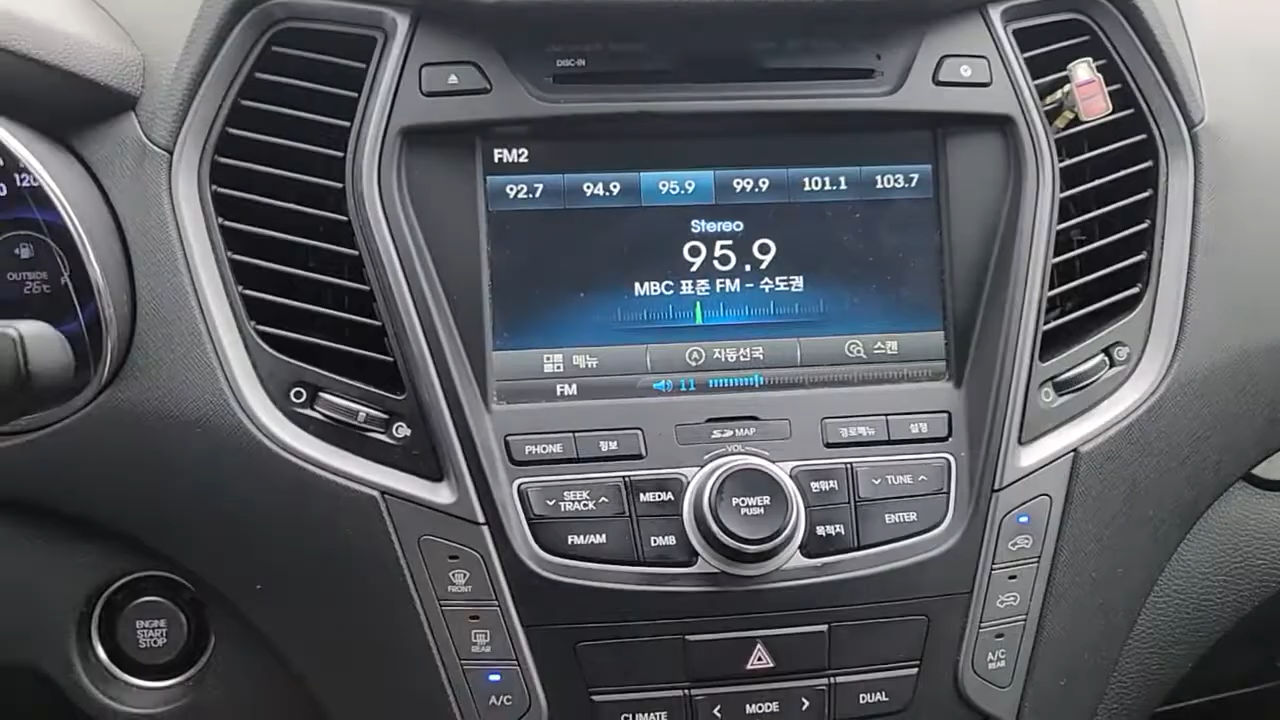 DISC-IN
FM2
92.7 94.9 95.9 99.9 101.1 103.7
Stereo
95.9
MBC 표준 FM - 수도권
메뉴 자동선국 스캔
FM 11
120
OUTSIDE
26℃
PHONE 정보
SD MAP
경로메뉴 설정
VOL
SEEK
TRACK
MEDIA
POWER
PUSH
현위치
TUNE
FM/AM
DMB
목적지
ENTER
FRONT
REAR
A/C
ENGINE
START
STOP
A/C
REAR
CLIMATE
MODE
DUAL